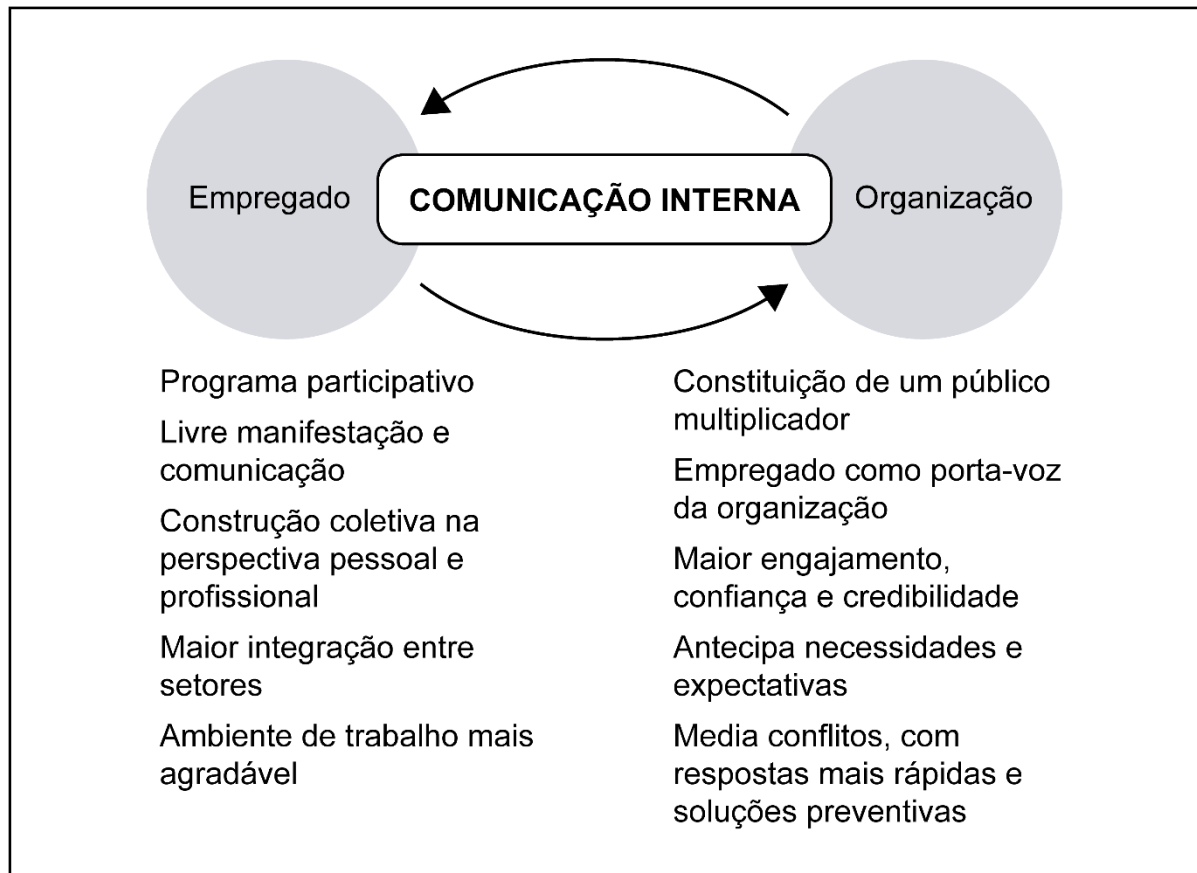 Empregado
COMUNICAÇÃO INTERNA
Organização
Programa participativo
Livre manifestação e
comunicação
Construção coletiva na
perspectiva pessoal e
profissional
Maior integração entre
setores
Ambiente de trabalho mais
agradável
Constituição de um público
multiplicador
Empregado como porta-voz
da organização
Maior engajamento,
confiança e credibilidade
Antecipa necessidades e
expectativas
Media conflitos, com
respostas mais rápidas e
soluções preventivas